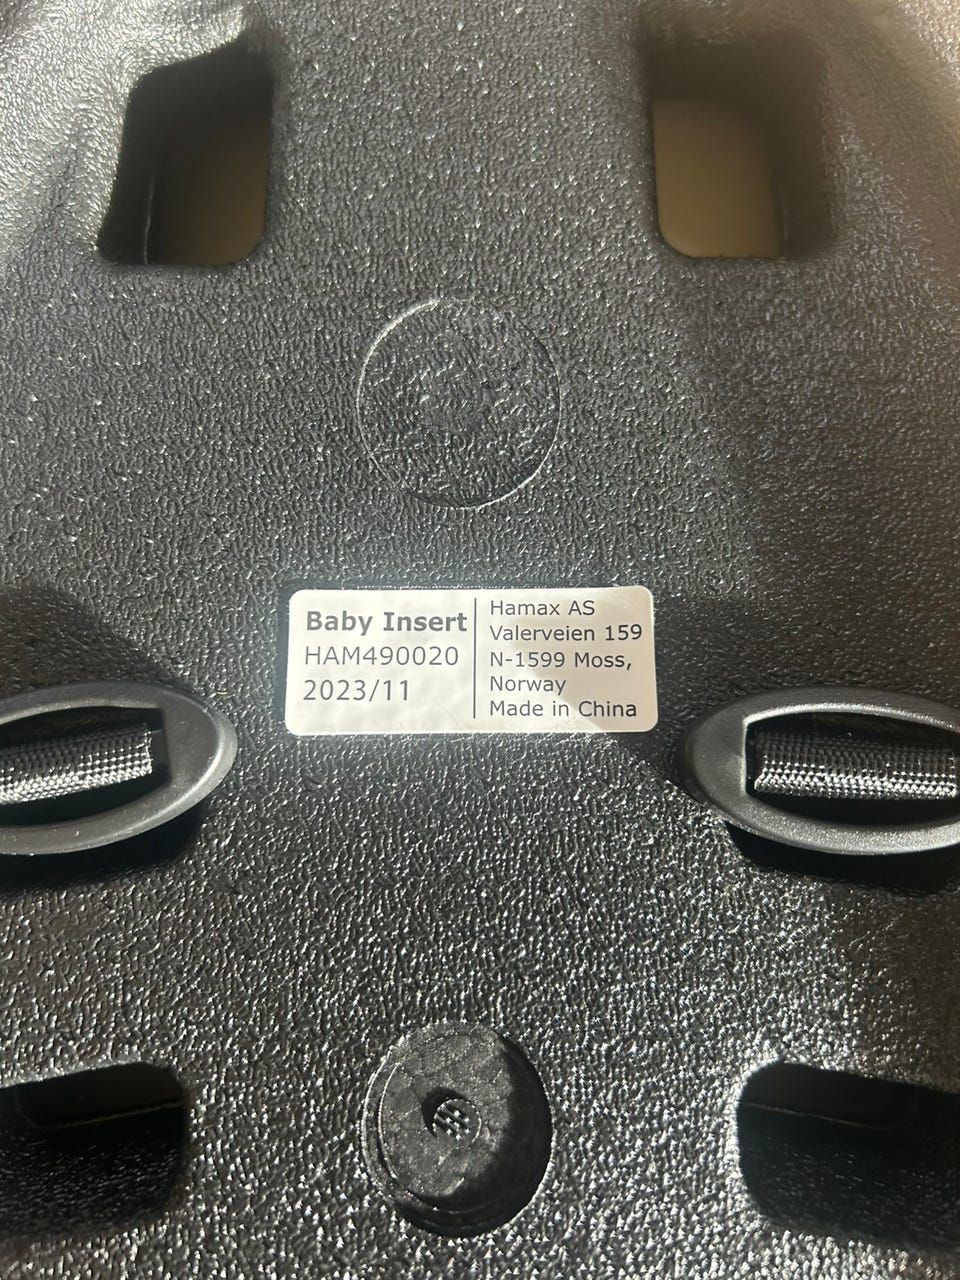 Baby Insert
HAM490020
2023/11
Hamax AS
Valerveien 159
N-1599 Moss,
Norway
Made in China